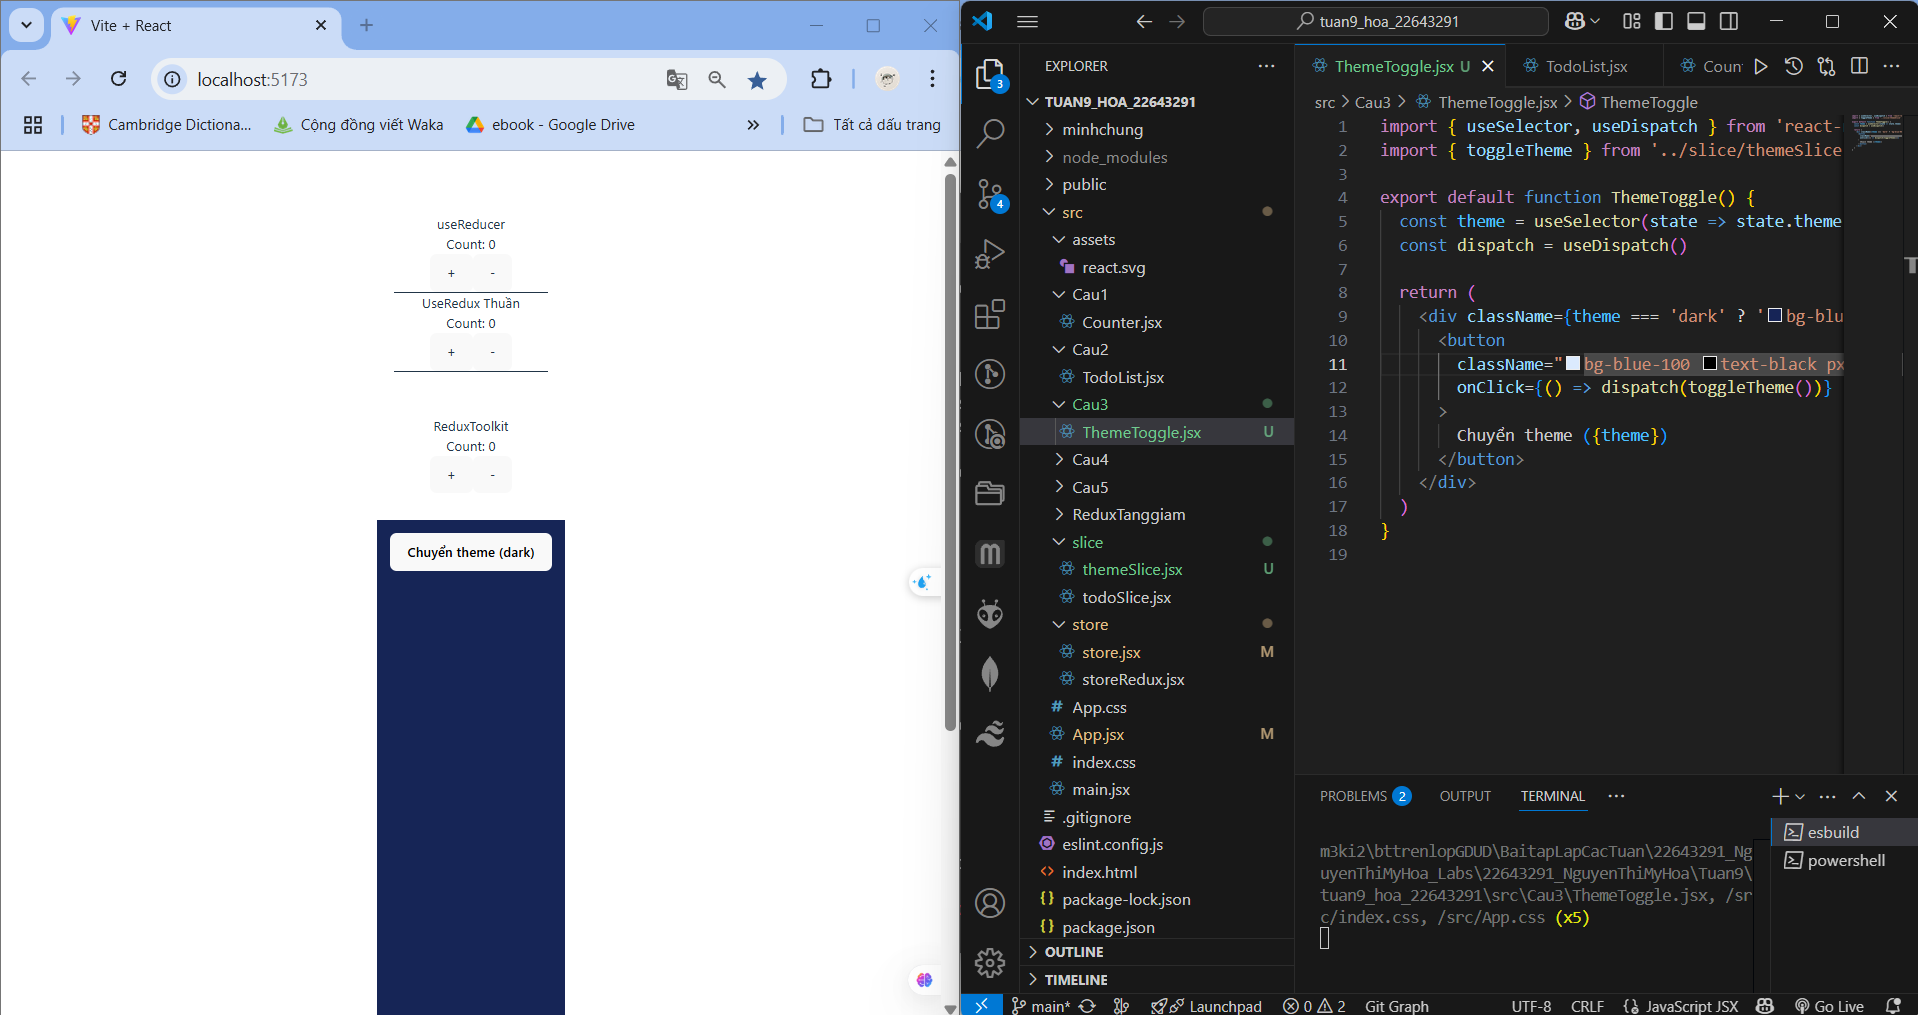 Vite + React
localhost:5173
Cambridge Dictiona...
Cộng đồng viết Waka
ebook - Google Drive
Tất cả dấu trang
useReducer
Count: 0
+ -
UseRedux Thuần
Count: 0
+ -
ReduxToolkit
Count: 0
+ -
Chuyển theme (dark)
tuan9_hoa_22643291
3
4
EXPLORER
TUAN9_HOA_22643291
minhchung
node_modules
public
src
assets
react.svg
Cau1
Counter.jsx
Cau2
TodoList.jsx
Cau3
ThemeToggle.jsx U
Cau4
Cau5
ReduxTanggiam
slice
themeSlice.jsx U
todoSlice.jsx
store
store.jsx M
storeRedux.jsx
App.css
App.jsx M
index.css
main.jsx
.gitignore
eslint.config.js
index.html
package-lock.json
package.json
OUTLINE
TIMELINE
ThemeToggle.jsx U
TodoList.jsx
Coun
src > Cau3 > ThemeToggle.jsx > ThemeToggle
1 import { useSelector, useDispatch } from 'react-
2 import { toggleTheme } from '../slice/themeSlice
3
4 export default function ThemeToggle() {
5 const theme = useSelector(state => state.theme
6 const dispatch = useDispatch()
7
8 return (
9 <div className={theme === 'dark' ? 'bg-blu
10 <button
11 className="bg-blue-100 text-black px
12 onClick={() => dispatch(toggleTheme())}
13 >
14 Chuyển theme ({theme})
15 </button>
16 </div>
17 )
18 }
19
PROBLEMS 2 OUTPUT TERMINAL
esbuild
powershell
m3ki2\bttrenlopGDUD\BaitapLapCacTuan\22643291_Ng
uyenThiMyHoa_Labs\22643291_NguyenThiMyHoa\Tuan9\
tuan9_hoa_22643291\src\Cau3\ThemeToggle.jsx, /sr
c/index.css, /src/App.css (x5)
main* Launchpad 0 2 Git Graph UTF-8 CRLF {} JavaScript JSX Go Live